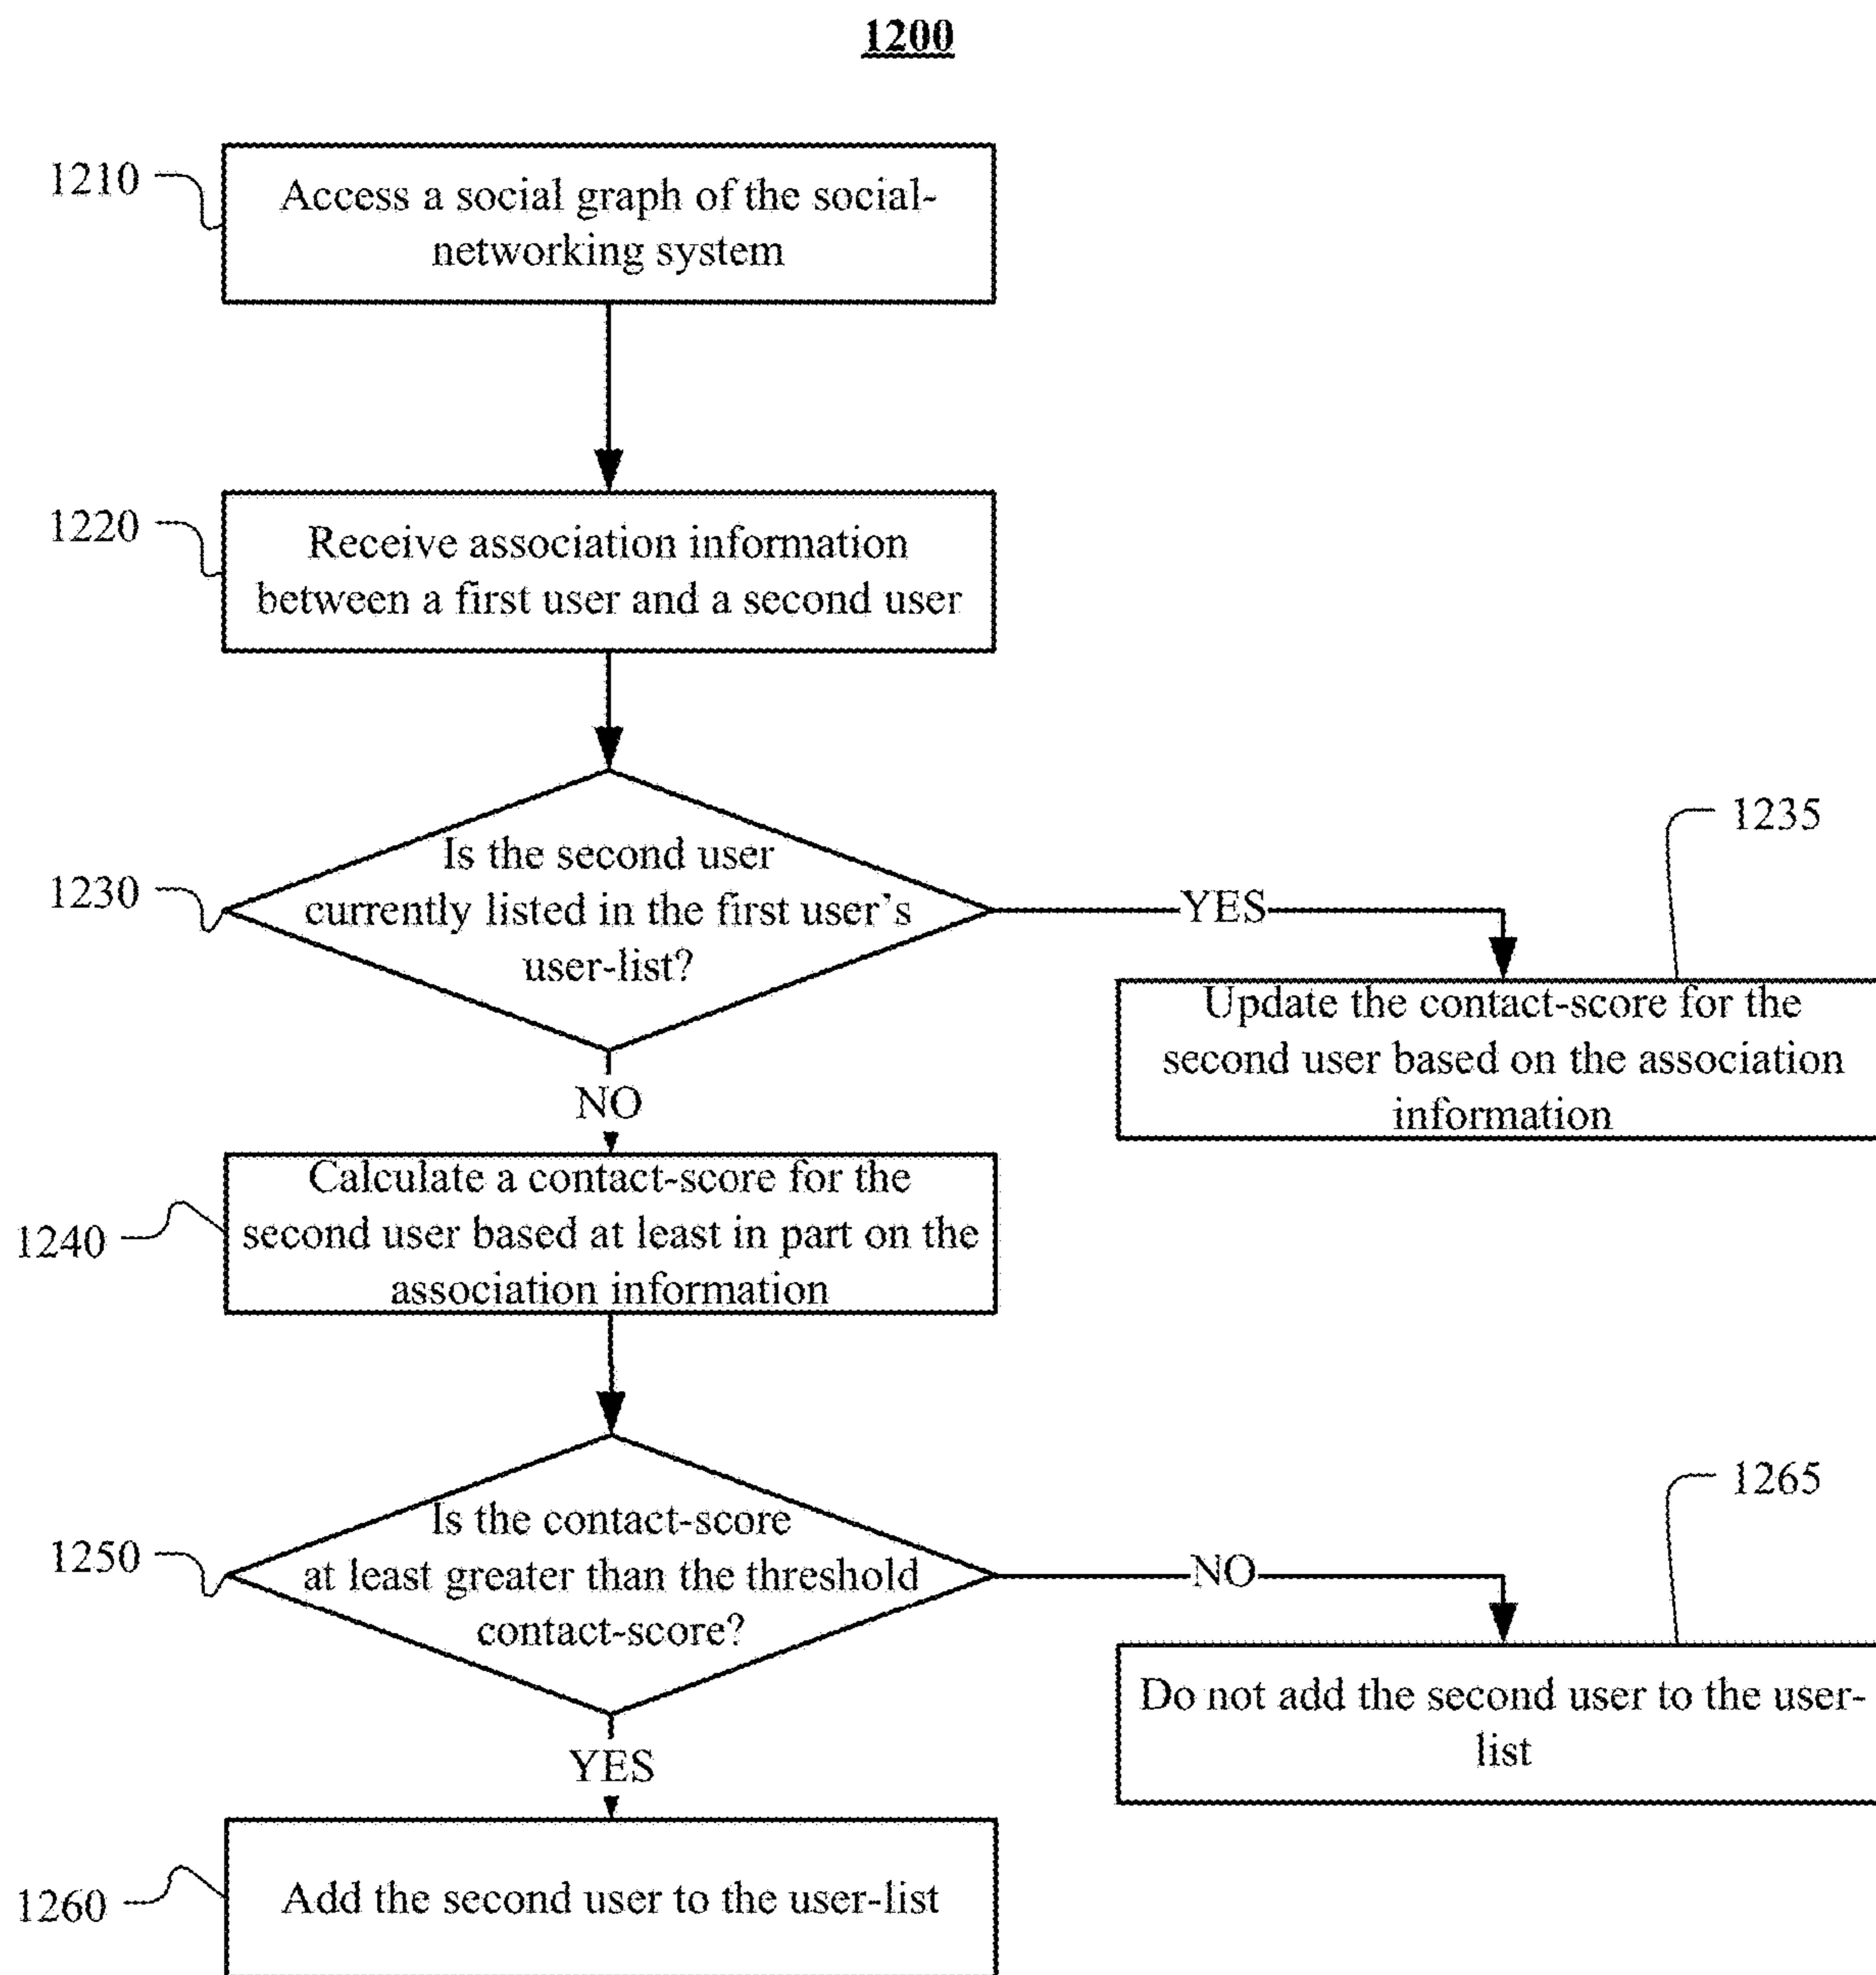 1200
1210
Access a social graph of the social-
networking system
1220
Receive association information
between a first user and a second user
1230
Is the second user
currently listed in the first user's
user-list?
YES
1235
Update the contact-score for the
second user based on the association
information
NO
1240
Calculate a contact-score for the
second user based at least in part on the
association information
1250
Is the contact-score
at least greater than the threshold
contact-score?
NO
1265
Do not add the second user to the user-
list
YES
1260
Add the second user to the user-list